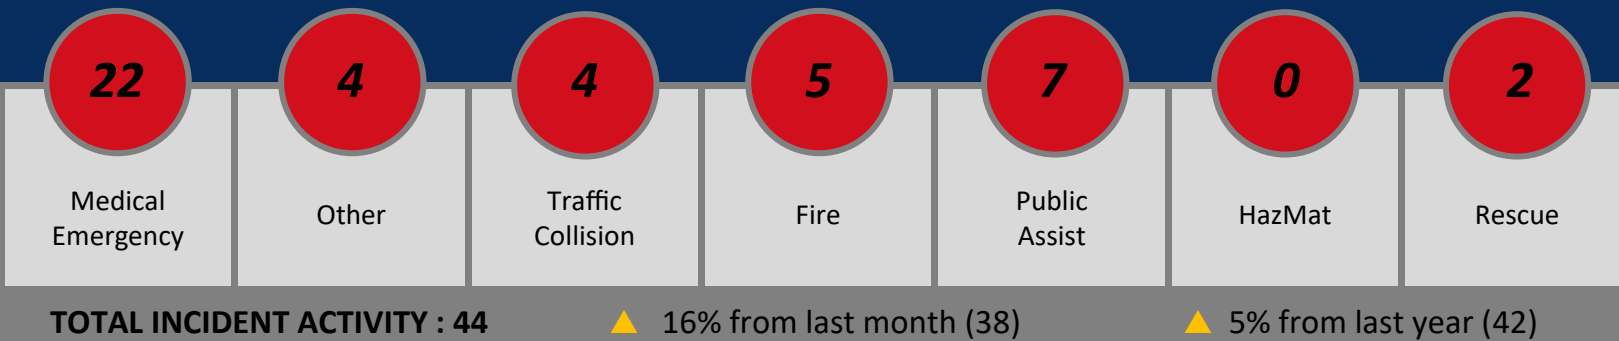 22
4
4
5
7
0
2
Medical
Emergency
Other
Traffic
Collision
Fire
Public
Assist
HazMat
Rescue
TOTAL INCIDENT ACTIVITY : 44
16% from last month (38)
5% from last year (42)